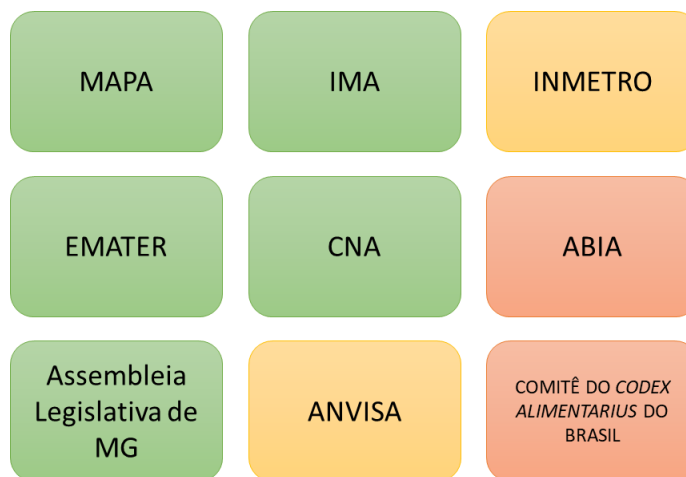 MAPA
IMA
INMETRO
EMATER
CNA
ABIA
Assembleia
Legislativa de
MG
ANVISA
COMITÊ DO CODEX
ALIMENTARIUS DO
BRASIL